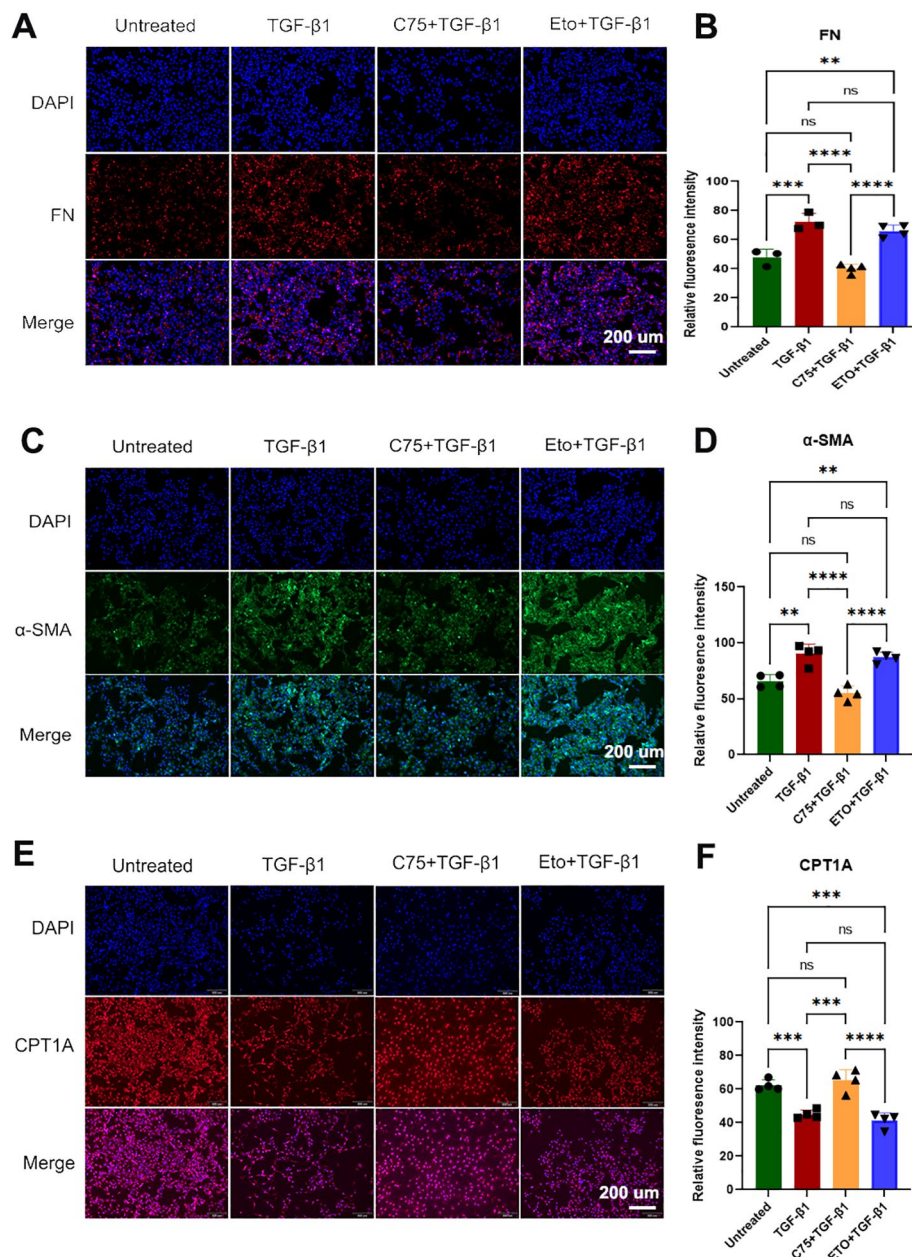 A
Untreated TGF-β1 C75+TGF-β1 Eto+TGF-β1
DAPI
FN
Merge
200 um
B
FN
**
ns
ns
****
*** ****
Relative fluorescence intensity
100
80
60
40
20
0
Untreated
TGF-β1
C75+TGF-β1
ETO+TGF-β1
C
Untreated TGF-β1 C75+TGF-β1 Eto+TGF-β1
DAPI
α-SMA
Merge
200 um
D
α-SMA
**
ns
ns
****
** ****
Relative fluoresence intensity
150
100
50
0
Untreated
TGF-β1
C75+TGF-β1
ETO+TGF-β1
E
Untreated TGF-β1 C75+TGF-β1 Eto+TGF-β1
DAPI
CPT1A
Merge
200 um
F
CPT1A
***
ns
ns
***
*** ****
Relative fluoresence intensity
100
80
60
40
20
0
Untreated
TGF-β1
C75+TGF-β1
ETO+TGF-β1